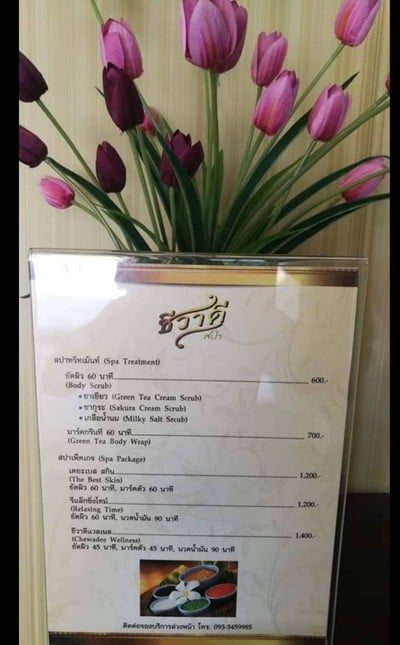 ชีวาดี
สปา
สปาทรีทเม้นท์ (Spa Treatment)
ขัดผิว 60 นาที 600.-
(Body Scrub)
• ชาเขียว (Green Tea Cream Scrub)
• ซากุระ (Sakura Cream Scrub)
• เกลือน้ำนม (Milky Salt Srcub)
มาร์คกรีนที 60 นาที 700.-
(Green Tea Body Wrap)
สปาแพ็คเกจ (Spa Package)
เดอะเบส สกิน 1,200.-
(The Best Skin)
ขัดผิว 60 นาที, มาร์คตัว 60 นาที
รีแล็กซิ่งไทม์ 1,200.-
(Relaxing Time)
ขัดผิว 60 นาที, นวดน้ำมัน 90 นาที
ชีวาดีแวลเนส 1,400.-
(Chewadee Wellness)
ขัดผิว 45 นาที, มาร์คตัว 45 นาที, นวดน้ำมัน 90 นาที
ติดต่อจองบริการล่วงหน้า โทร. 093-3459985